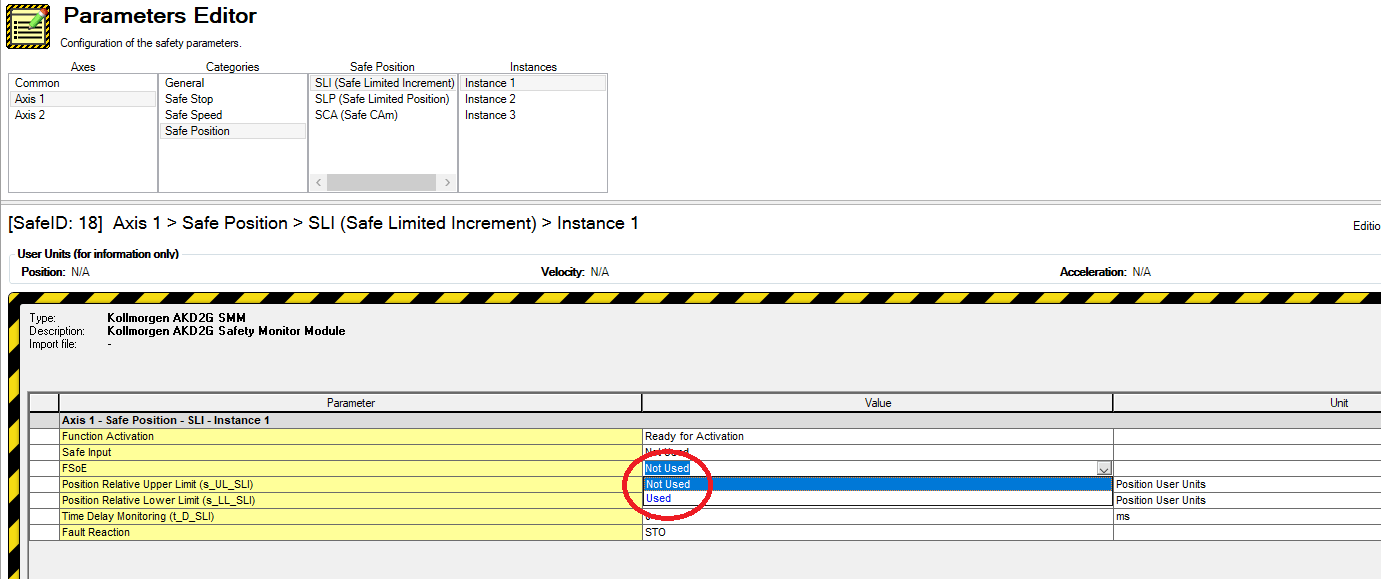 Parameters Editor
Configuration of the safety parameters.
Axes Categories Safe Position Instances
Common General SLI (Safe Limited Increment) Instance 1
Axis 1 Safe Stop SLP (Safe Limited Position) Instance 2
Axis 2 Safe Speed SCA (Safe CAm) Instance 3
Safe Position
[SafeID: 18] Axis 1 > Safe Position > SLI (Safe Limited Increment) > Instance 1
Editio
User Units (for information only)
Position: N/A Velocity: N/A Acceleration: N/A
Type: Kollmorgen AKD2G SMM
Description: Kollmorgen AKD2G Safety Monitor Module
Import file: -
Parameter Value Unit
Axis 1 - Safe Position - SLI - Instance 1
Function Activation Ready for Activation
Safe Input Not Used
FSoE Not Used
Position Relative Upper Limit (s_UL_SLI) Not Used Position User Units
Position Relative Lower Limit (s_LL_SLI) Used Position User Units
Time Delay Monitoring (t_D_SLI) ms
Fault Reaction STO